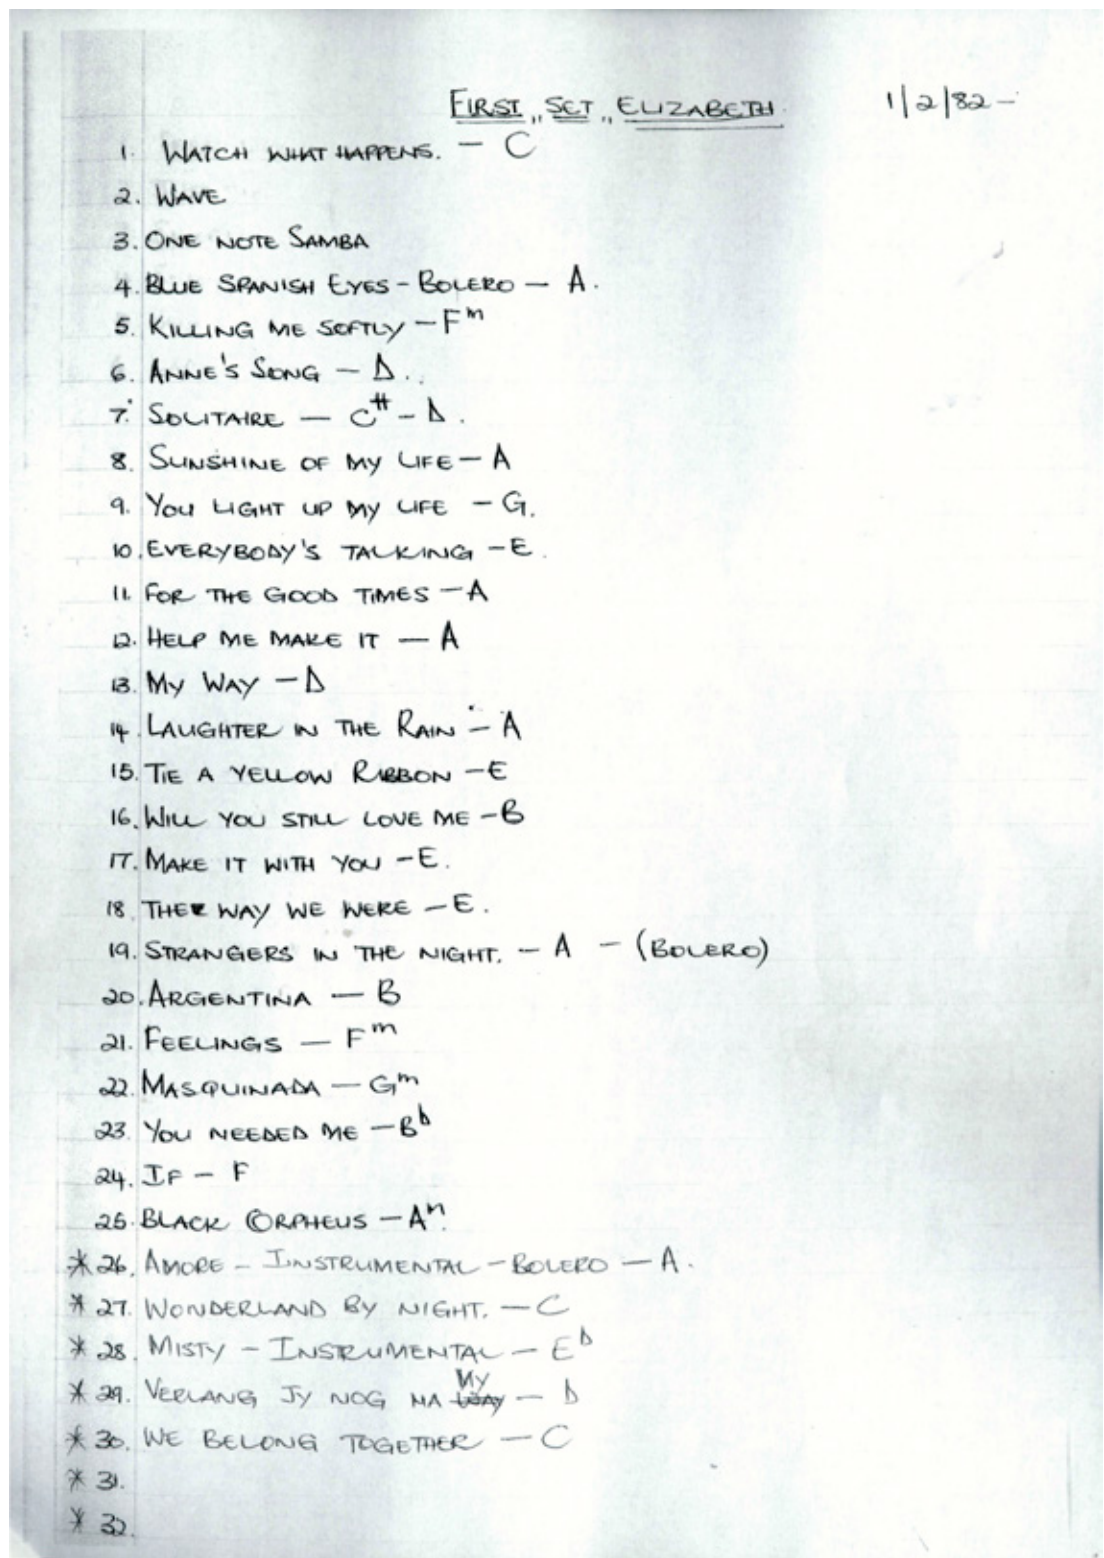 FIRST „ SET „ ELIZABETH. 1/2/82 –
1. WATCH WHAT HAPPENS. – C
2. WAVE
3. ONE NOTE SAMBA
4. BLUE SPANISH EYES – BOLERO – A.
5. KILLING ME SOFTLY – Fm
6. ANNE'S SONG – D..
7. SOLITAIRE – C# – D.
8. SUNSHINE OF MY LIFE – A
9. YOU LIGHT UP MY LIFE – G.
10. EVERYBODY'S TALKING – E.
11. FOR THE GOOD TIMES – A
12. HELP ME MAKE IT – A
13. MY WAY – D
14. LAUGHTER IN THE RAIN – A
15. TIE A YELLOW RIBBON – E
16. WILL YOU STILL LOVE ME – B
17. MAKE IT WITH YOU – E.
18. THER WAY WE WERE – E.
19. STRANGERS IN THE NIGHT. – A – (BOLERO)
20. ARGENTINA – B
21. FEELINGS – Fm
22. MASQUINADA – Gm
23. YOU NEEDED ME – Bb
24. IF – F
25. BLACK ORPHEUS – Am.
* 26. AMORE – INSTRUMENTAL – BOLERO – A.
* 27. WONDERLAND BY NIGHT. – C
* 28. MISTY – INSTRUMENTAL – Eb
* 29. VERLANG JY NOG NA MY WAY – D
* 30. WE BELONG TOGETHER – C
* 31.
* 32.